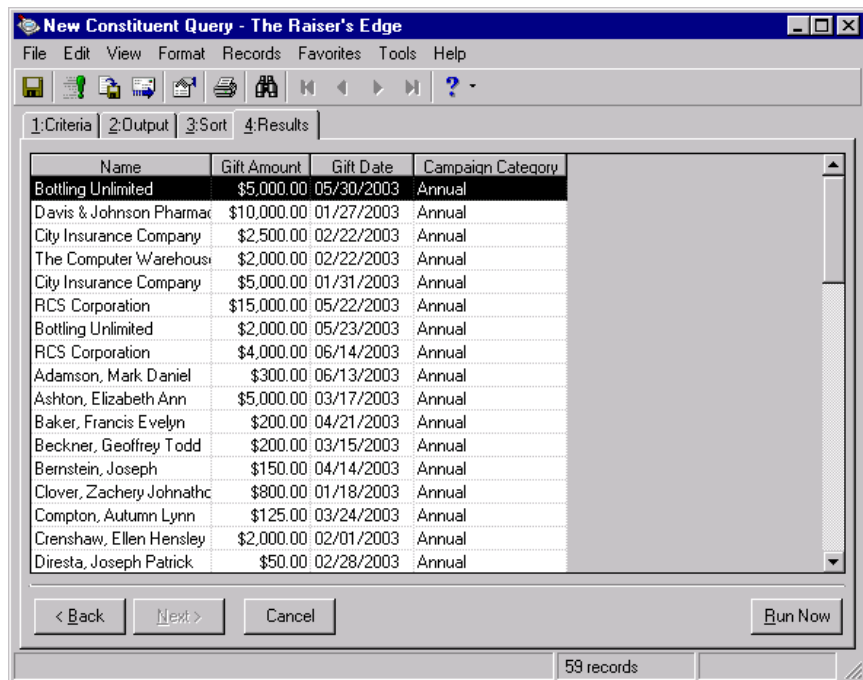 New Constituent Query - The Raiser's Edge
File Edit View Format Records Favorites Tools Help
1:Criteria 2:Output 3:Sort 4:Results
Name Gift Amount Gift Date Campaign Category
Bottling Unlimited $5,000.00 05/30/2003 Annual
Davis & Johnson Pharmac $10,000.00 01/27/2003 Annual
City Insurance Company $2,500.00 02/22/2003 Annual
The Computer Warehouse $2,000.00 02/22/2003 Annual
City Insurance Company $5,000.00 01/31/2003 Annual
RCS Corporation $15,000.00 05/22/2003 Annual
Bottling Unlimited $2,000.00 05/23/2003 Annual
RCS Corporation $4,000.00 06/14/2003 Annual
Adamson, Mark Daniel $300.00 06/13/2003 Annual
Ashton, Elizabeth Ann $5,000.00 03/17/2003 Annual
Baker, Francis Evelyn $200.00 04/21/2003 Annual
Beckner, Geoffrey Todd $200.00 03/15/2003 Annual
Bernstein, Joseph $150.00 04/14/2003 Annual
Clover, Zachery Johnathc $800.00 01/18/2003 Annual
Compton, Autumn Lynn $125.00 03/24/2003 Annual
Crenshaw, Ellen Hensley $2,000.00 02/01/2003 Annual
Diresta, Joseph Patrick $50.00 02/28/2003 Annual
< Back Next > Cancel Run Now
59 records